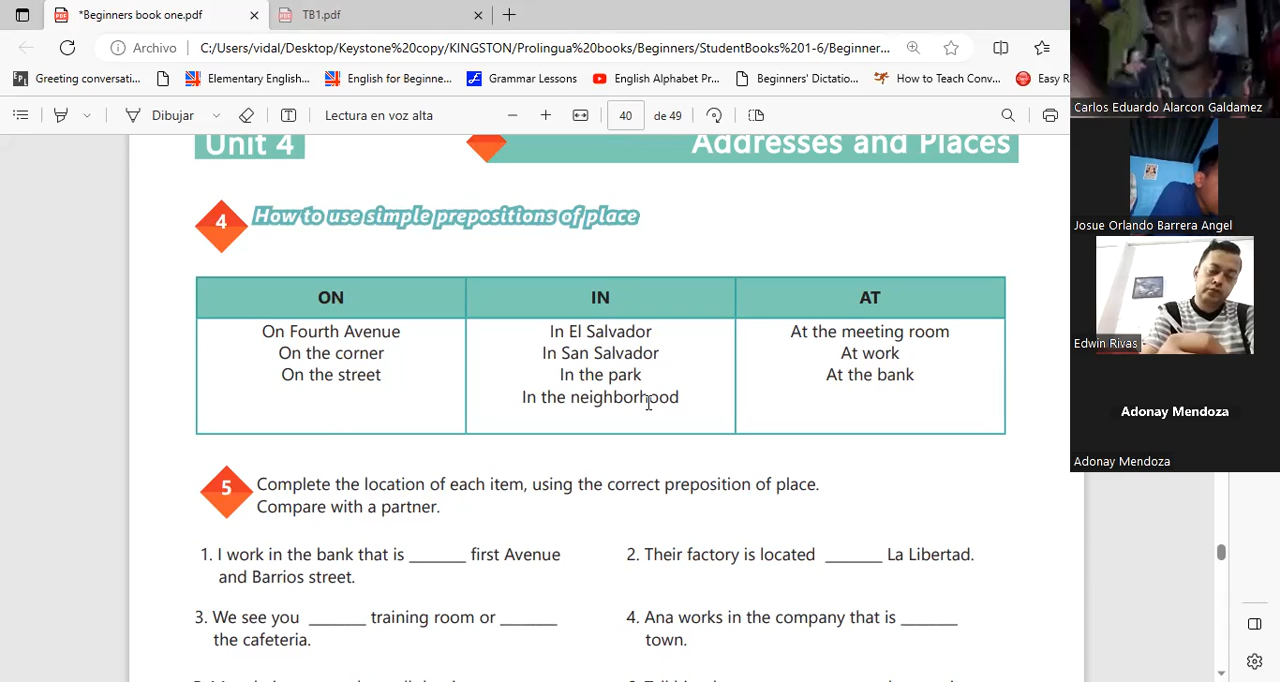 *Beginners book one.pdf
TB1.pdf
Archivo
C:/Users/vidal/Desktop/Keystone%20copy/KINGSTON/Prolingua%20books/Beginners/StudentBooks%201-6/Beginner...
Greeting conversati...
Elementary English...
English for Beginne...
Grammar Lessons
English Alphabet Pr...
Beginners' Dictatio...
How to Teach Conv...
Easy R
Dibujar
Lectura en voz alta
40
de 49
Unit 4
Addresses and Places
4
How to use simple prepositions of place
ON
IN
AT
On Fourth Avenue
On the corner
On the street
In El Salvador
In San Salvador
In the park
In the neighborhood
At the meeting room
At work
At the bank
5
Complete the location of each item, using the correct preposition of place.
Compare with a partner.
1. I work in the bank that is _______ first Avenue
and Barrios street.
2. Their factory is located _______ La Libertad.
3. We see you _______ training room or _______
the cafeteria.
4. Ana works in the company that is _______
town.
Carlos Eduardo Alarcon Galdamez
Josue Orlando Barrera Angel
Edwin Rivas
Adonay Mendoza
Adonay Mendoza